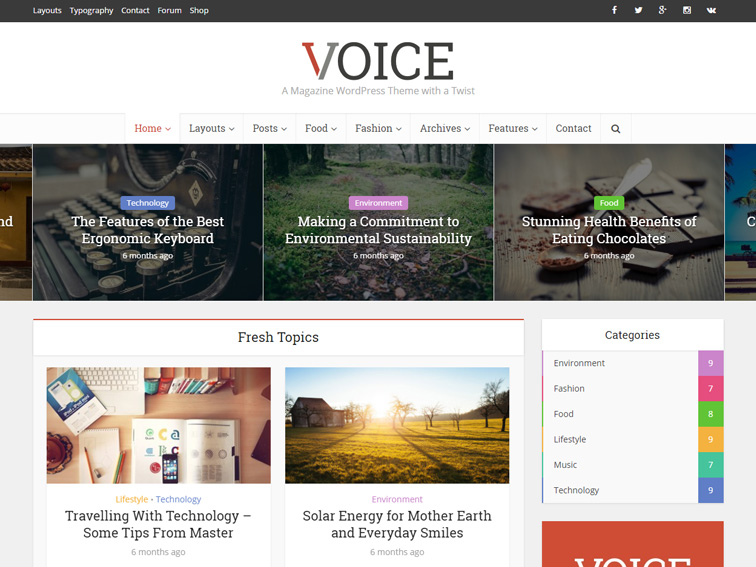 Layouts Typography Contact Forum Shop
VOICE
A Magazine WordPress Theme with a Twist
Home Layouts Posts Food Fashion Archives Features Contact
nd
Technology
The Features of the Best
Ergonomic Keyboard
6 months ago
Environment
Making a Commitment to
Environmental Sustainability
6 months ago
Food
Stunning Health Benefits of
Eating Chocolates
6 months ago
C
Fresh Topics
Lifestyle • Technology
Travelling With Technology –
Some Tips From Master
6 months ago
Environment
Solar Energy for Mother Earth
and Everyday Smiles
6 months ago
Categories
Environment 9
Fashion 7
Food 8
Lifestyle 9
Music 7
Technology 9
VOICE